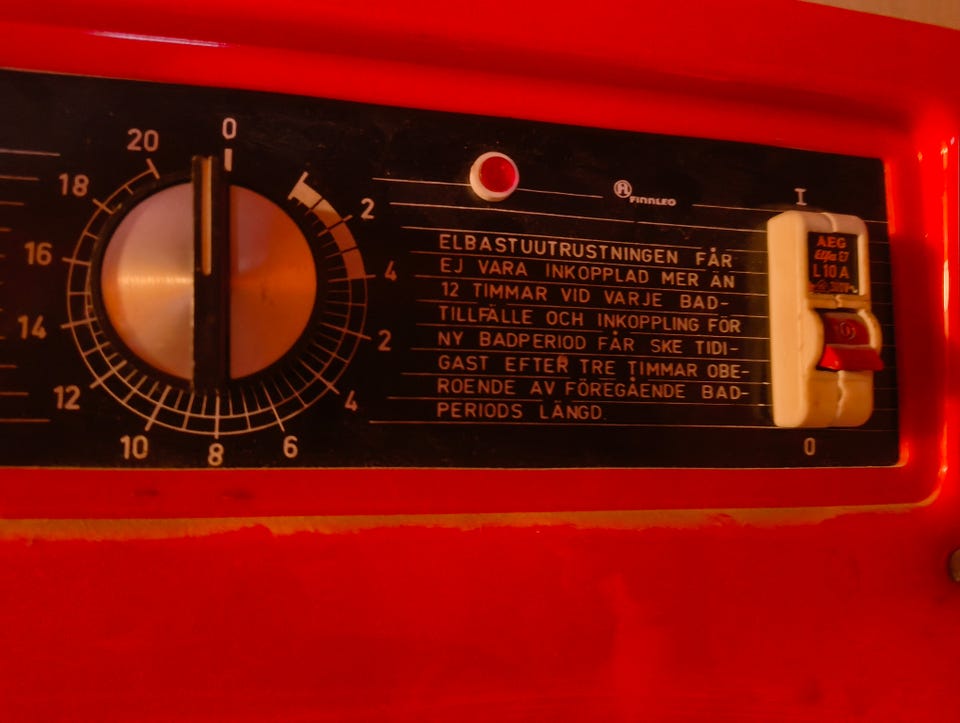 0
20
18
16
14
12
10
8
6
4
2
4
2
FINNLEO
ELBASTUUTRUSTNINGEN FÅR
EJ VARA INKOPPLAD MER ÄN
12 TIMMAR VID VARJE BAD-
TILLFÄLLE OCH INKOPPLING FÖR
NY BADPERIOD FÅR SKE TIDI-
GAST EFTER TRE TIMMAR OBE-
ROENDE AV FÖREGÅENDE BAD-
PERIODS LÄNGD.
I
AEG
Elfa E7
L 10 A
0